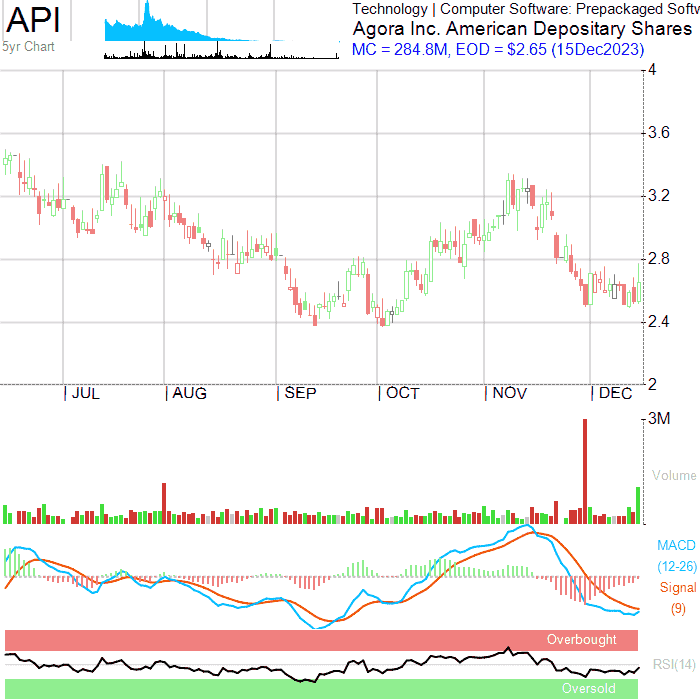 API
5yr Chart
Technology | Computer Software: Prepackaged Softw
Agora Inc. American Depositary Shares
MC = 284.8M, EOD = $2.65 (15Dec2023)
4
3.6
3.2
2.8
2.4
2
JUL AUG SEP OCT NOV DEC
3M
Volume
MACD
(12-26)
Signal
(9)
Overbought
RSI(14)
Oversold